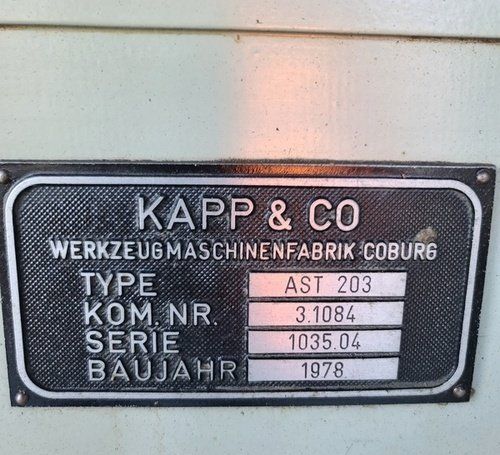 KAPP & CO
WERKZEUGMASCHINENFABRIK COBURG
TYPE AST 203
KOM. NR. 3.1084
SERIE 1035.04
BAUJAHR 1978